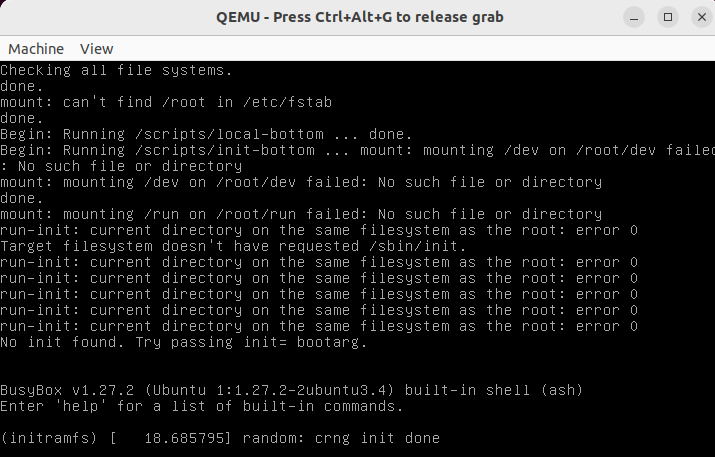 QEMU - Press Ctrl+Alt+G to release grab
Machine View
Checking all file systems.
done.
mount: can't find /root in /etc/fstab
done.
Begin: Running /scripts/local-bottom ... done.
Begin: Running /scripts/init-bottom ... mount: mounting /dev on /root/dev failed
: No such file or directory
mount: mounting /dev on /root/dev failed: No such file or directory
done.
mount: mounting /run on /root/run failed: No such file or directory
run-init: current directory on the same filesystem as the root: error 0
Target filesystem doesn't have requested /sbin/init.
run-init: current directory on the same filesystem as the root: error 0
run-init: current directory on the same filesystem as the root: error 0
run-init: current directory on the same filesystem as the root: error 0
run-init: current directory on the same filesystem as the root: error 0
run-init: current directory on the same filesystem as the root: error 0
No init found. Try passing init= bootarg.
BusyBox v1.27.2 (Ubuntu 1:1.27.2-2ubuntu3.4) built-in shell (ash)
Enter 'help' for a list of built-in commands.
(initramfs) [   18.685795] random: crng init done